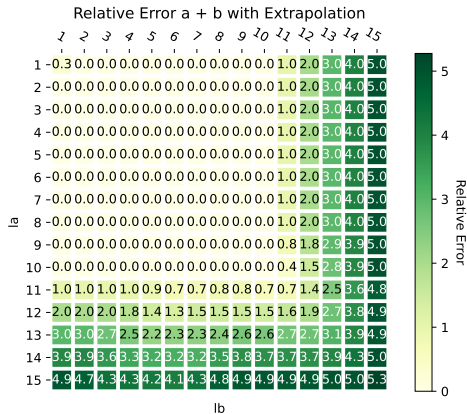 Relative Error a + b with Extrapolation
1 2 3 4 5 6 7 8 9 10 11 12 13 14 15
1 0.3 0.0 0.0 0.0 0.0 0.0 0.0 0.0 0.0 0.0 1.0 2.0 3.0 4.0 5.0
2 0.0 0.0 0.0 0.0 0.0 0.0 0.0 0.0 0.0 0.0 1.0 2.0 3.0 4.0 5.0
3 0.0 0.0 0.0 0.0 0.0 0.0 0.0 0.0 0.0 0.0 1.0 2.0 3.0 4.0 5.0
4 0.0 0.0 0.0 0.0 0.0 0.0 0.0 0.0 0.0 0.0 1.0 2.0 3.0 4.0 5.0
5 0.0 0.0 0.0 0.0 0.0 0.0 0.0 0.0 0.0 0.0 1.0 2.0 3.0 4.0 5.0
6 0.0 0.0 0.0 0.0 0.0 0.0 0.0 0.0 0.0 0.0 1.0 2.0 3.0 4.0 5.0
7 0.0 0.0 0.0 0.0 0.0 0.0 0.0 0.0 0.0 0.0 1.0 2.0 3.0 4.0 5.0
8 0.0 0.0 0.0 0.0 0.0 0.0 0.0 0.0 0.0 0.0 1.0 2.0 3.0 4.0 5.0
9 0.0 0.0 0.0 0.0 0.0 0.0 0.0 0.0 0.0 0.0 0.8 1.8 2.9 3.9 5.0
10 0.0 0.0 0.0 0.0 0.0 0.0 0.0 0.0 0.0 0.0 0.4 1.5 2.8 3.9 5.0
11 1.0 1.0 1.0 1.0 0.9 0.7 0.7 0.8 0.8 0.7 0.7 1.4 2.5 3.6 4.8
12 2.0 2.0 2.0 1.8 1.4 1.3 1.5 1.5 1.5 1.5 1.6 1.9 2.7 3.8 4.9
13 3.0 3.0 2.7 2.5 2.2 2.3 2.3 2.4 2.6 2.6 2.7 2.7 3.1 3.9 4.9
14 3.9 3.9 3.6 3.3 3.2 3.2 3.2 3.5 3.8 3.7 3.7 3.7 3.9 4.3 5.0
15 4.9 4.7 4.3 4.3 4.2 4.1 4.3 4.8 4.9 4.9 4.9 4.9 5.0 5.0 5.3
la
lb
5
4
3
2
1
0
Relative Error